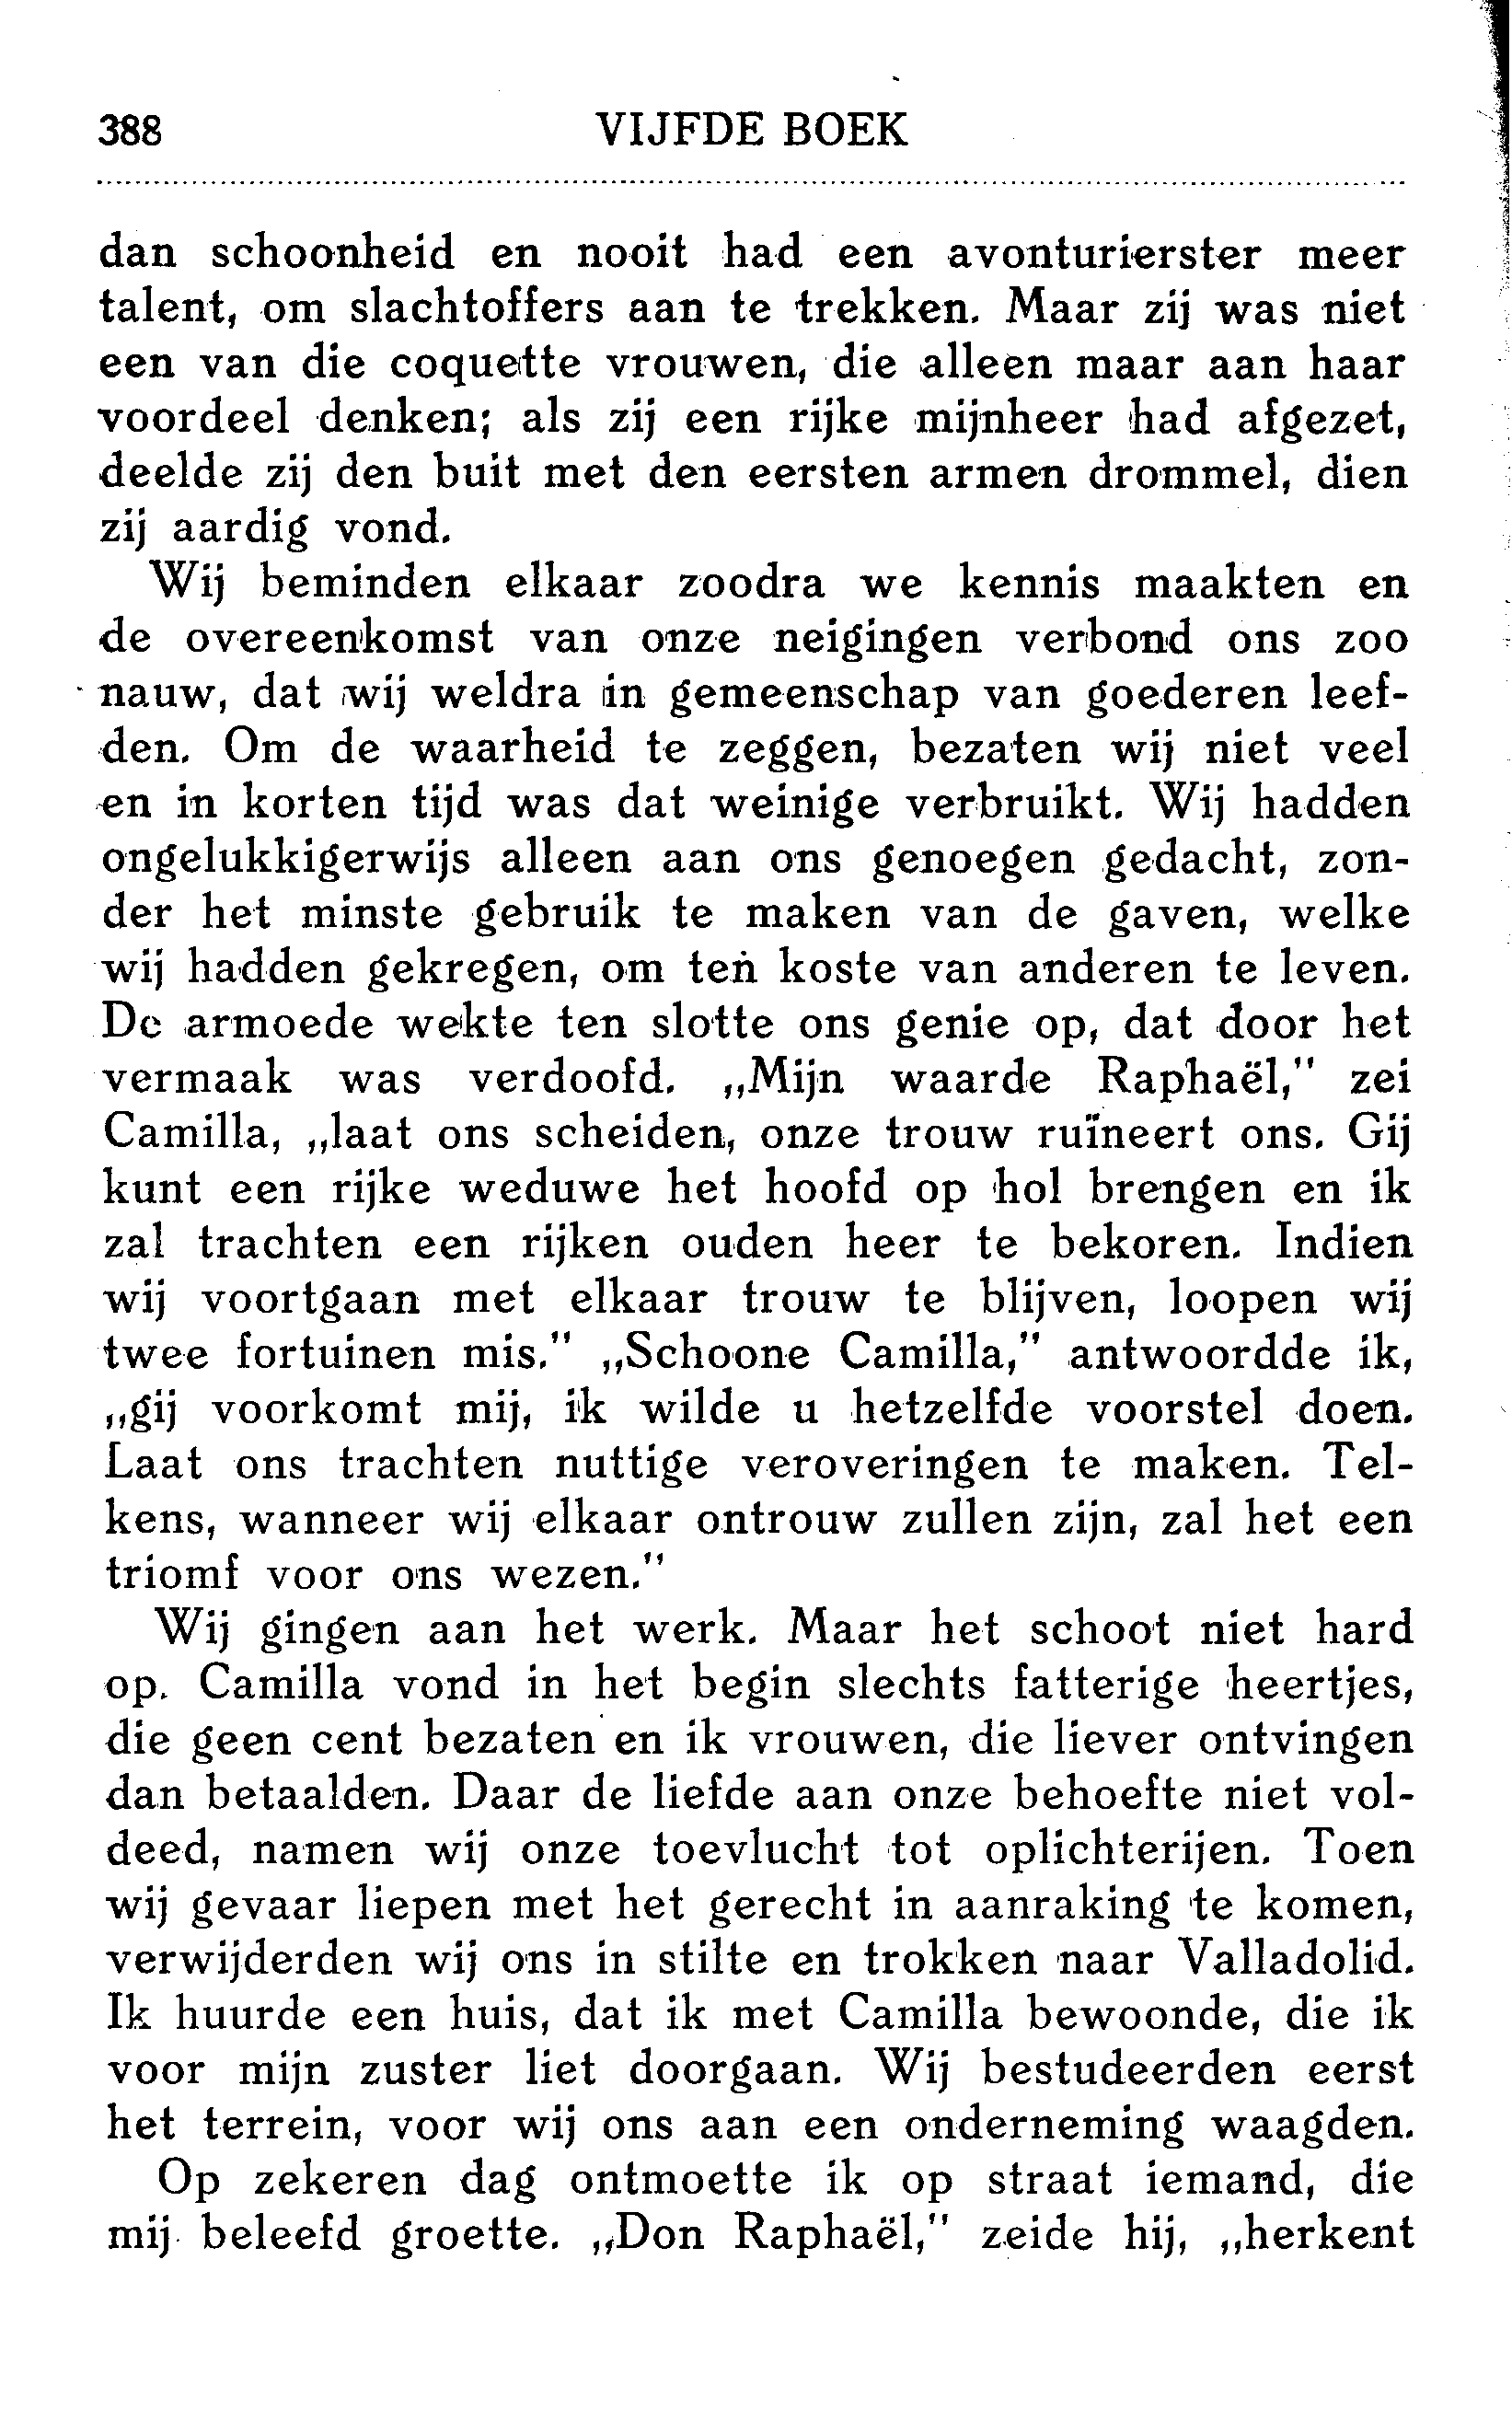 388 VIJFDE BOEK
dan schoonheid en nooit had een avonturierster meer
talent, om slachtoffers aan te trekken. Maar zij was niet
een van die coquette vrouwen, die alleen maar aan haar
voordeel denken; als zij een rijke mijnheer had afgezet,
deelde zij den buit met den eersten armen drommel, dien
zij aardig vond.
Wij beminden elkaar zoodra we kennis maakten en
de overeenkomst van onze neigingen verbond ons zoo
nauw, dat wij weldra in gemeenschap van goederen leef-
den. Om de waarheid te zeggen, bezaten wij niet veel
en in korten tijd was dat weinige verbruikt. Wij hadden
ongelukkigerwijs alleen aan ons genoegen gedacht, zon-
der het minste gebruik te maken van de gaven, welke
wij hadden gekregen, om ten koste van anderen te leven.
De armoede wekte ten slotte ons genie op, dat door het
vermaak was verdoofd. „Mijn waarde Raphaël,” zei
Camilla, „laat ons scheiden, onze trouw ruïneert ons. Gij
kunt een rijke weduwe het hoofd op hol brengen en ik
zal trachten een rijken ouden heer te bekoren. Indien
wij voortgaan met elkaar trouw te blijven, loopen wij
twee fortuinen mis.” „Schoone Camilla,” antwoordde ik,
„gij voorkomt mij, ik wilde u hetzelfde voorstel doen.
Laat ons trachten nuttige veroveringen te maken. Tel-
kens, wanneer wij elkaar ontrouw zullen zijn, zal het een
triomf voor ons wezen.”
Wij gingen aan het werk. Maar het schoot niet hard
op. Camilla vond in het begin slechts fatterige heertjes,
die geen cent bezaten en ik vrouwen, die liever ontvingen
dan betaalden. Daar de liefde aan onze behoefte niet vol-
deed, namen wij onze toevlucht tot oplichterijen. Toen
wij gevaar liepen met het gerecht in aanraking te komen,
verwijderden wij ons in stilte en trokken naar Valladolid.
Ik huurde een huis, dat ik met Camilla bewoonde, die ik
voor mijn zuster liet doorgaan. Wij bestudeerden eerst
het terrein, voor wij ons aan een onderneming waagden.
Op zekeren dag ontmoette ik op straat iemand, die
mij beleefd groette. „Don Raphaël,” zeide hij, „herkent